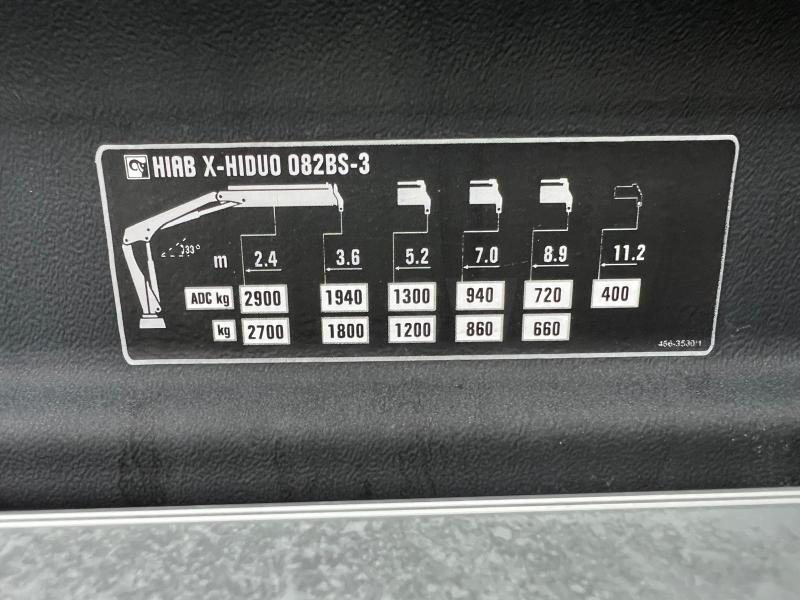 HIAB X-HIDUO 082BS-3
m 2.4 3.6 5.2 7.0 8.9 11.2
ADC kg 2900 1940 1300 940 720 400
kg 2700 1800 1200 860 660